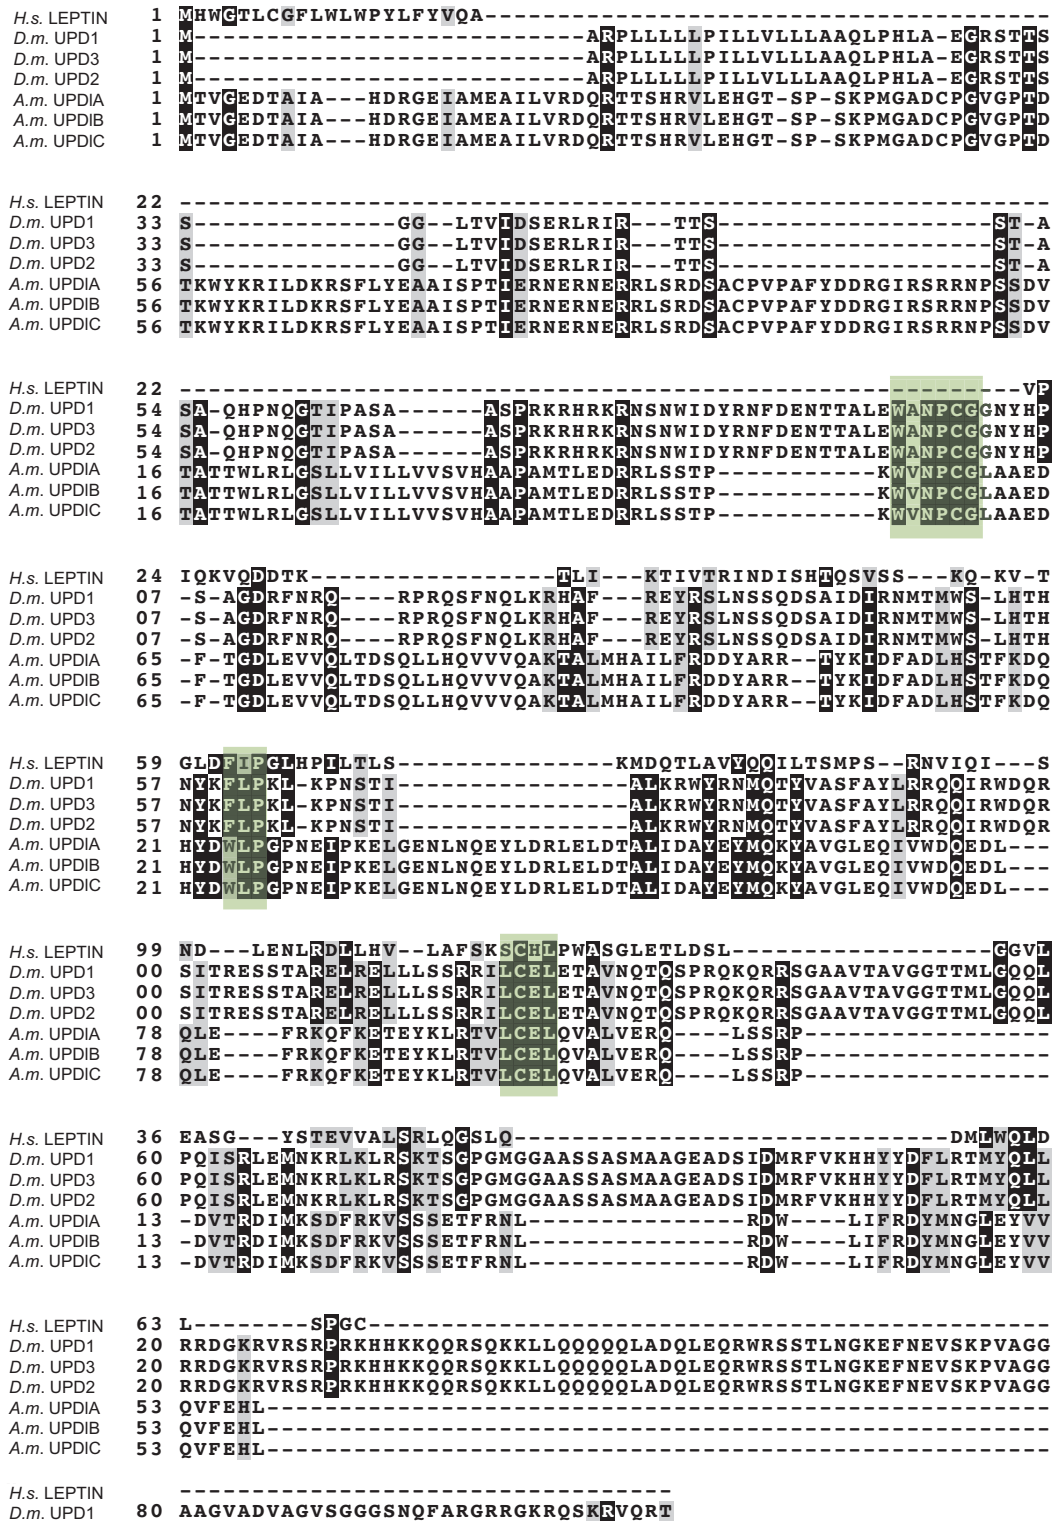 H.s. LEPTIN 1 MHWGTLCGFLWLWPYLFYVQA---------------------------------------
D.m. UPD1 1 M---------------------------ARPLLLLLPILLVLLLAAQLPHLA-EGRSTTS
D.m. UPD3 1 M---------------------------ARPLLLLLPILLVLLLAAQLPHLA-EGRSTTS
D.m. UPD2 1 M---------------------------ARPLLLLLPILLVLLLAAQLPHLA-EGRSTTS
A.m. UPDIA 1 MTVGEDTAIA---HDRGEIAMEAILVRDQRTTSHRVLEHGT-SP-SKPMGADCPGVGPTD
A.m. UPDIB 1 MTVGEDTAIA---HDRGEIAMEAILVRDQRTTSHRVLEHGT-SP-SKPMGADCPGVGPTD
A.m. UPDIC 1 MTVGEDTAIA---HDRGEIAMEAILVRDQRTTSHRVLEHGT-SP-SKPMGADCPGVGPTD
H.s. LEPTIN 22 ------------------------------------------------------------
D.m. UPD1 33 S--------------GG--LTVIDSERLRIR---TTS-------------------ST-A
D.m. UPD3 33 S--------------GG--LTVIDSERLRIR---TTS-------------------ST-A
D.m. UPD2 33 S--------------GG--LTVIDSERLRIR---TTS-------------------ST-A
A.m. UPDIA 56 TKWYKRILDKRSFLYEAAISPTIERNERNERRLSRDSACPVPAFYDDRGIRSRRNPSSDV
A.m. UPDIB 56 TKWYKRILDKRSFLYEAAISPTIERNERNERRLSRDSACPVPAFYDDRGIRSRRNPSSDV
A.m. UPDIC 56 TKWYKRILDKRSFLYEAAISPTIERNERNERRLSRDSACPVPAFYDDRGIRSRRNPSSDV
H.s. LEPTIN 22 ----------------------------------------------------------VP
D.m. UPD1 54 SA-QHPNQGTIPASA------ASPRKRHRKRNSNWIDYRNFDENTTALEWANPCGGNYHP
D.m. UPD3 54 SA-QHPNQGTIPASA------ASPRKRHRKRNSNWIDYRNFDENTTALEWANPCGGNYHP
D.m. UPD2 54 SA-QHPNQGTIPASA------ASPRKRHRKRNSNWIDYRNFDENTTALEWANPCGGNYHP
A.m. UPDIA 16 TATTWLRLGSLLVILLVVSVHAAPAMTLEDRRLSSTP-----------KWVNPCGLAAED
A.m. UPDIB 16 TATTWLRLGSLLVILLVVSVHAAPAMTLEDRRLSSTP-----------KWVNPCGLAAED
A.m. UPDIC 16 TATTWLRLGSLLVILLVVSVHAAPAMTLEDRRLSSTP-----------KWVNPCGLAAED
H.s. LEPTIN 24 IQKVQDDTK-----------------TLI---KTIVTRINDISHTQSVSS---KQ-KV-T
D.m. UPD1 07 -S-AGDRFNRQ----RPRQSFNQLKRHAF---REYRSLNSSQDSAIDIRNMTMWS-LHTH
D.m. UPD3 07 -S-AGDRFNRQ----RPRQSFNQLKRHAF---REYRSLNSSQDSAIDIRNMTMWS-LHTH
D.m. UPD2 07 -S-AGDRFNRQ----RPRQSFNQLKRHAF---REYRSLNSSQDSAIDIRNMTMWS-LHTH
A.m. UPDIA 65 -F-TGDLEVVQLTDSQLLHQVVVQAKTALMHAILFRDDYARR--TYKIDFADLHSTFKDQ
A.m. UPDIB 65 -F-TGDLEVVQLTDSQLLHQVVVQAKTALMHAILFRDDYARR--TYKIDFADLHSTFKDQ
A.m. UPDIC 65 -F-TGDLEVVQLTDSQLLHQVVVQAKTALMHAILFRDDYARR--TYKIDFADLHSTFKDQ
H.s. LEPTIN 59 GLDFIPGLHPILTLS---------------KMDQTLAVYQQILTSMPS--RNVIQI---S
D.m. UPD1 57 NYKFLPKL-KPNSTI----------------ALKRWYRNMQTYVASFAYLRRQQIRWDQR
D.m. UPD3 57 NYKFLPKL-KPNSTI----------------ALKRWYRNMQTYVASFAYLRRQQIRWDQR
D.m. UPD2 57 NYKFLPKL-KPNSTI----------------ALKRWYRNMQTYVASFAYLRRQQIRWDQR
A.m. UPDIA 21 HYDWLPGPNEIPKELGENLNQEYLDRLELDTALIDAYEYMQKYAVGLEQIVWDQEDL---
A.m. UPDIB 21 HYDWLPGPNEIPKELGENLNQEYLDRLELDTALIDAYEYMQKYAVGLEQIVWDQEDL---
A.m. UPDIC 21 HYDWLPGPNEIPKELGENLNQEYLDRLELDTALIDAYEYMQKYAVGLEQIVWDQEDL---
H.s. LEPTIN 99 ND---LENLRDLLHV--LAFSKSCHLPWASGLETLDSL------------------GGVL
D.m. UPD1 00 SITRESSTARELRELLLSSRRILCELETAVNQTQSPRQKQRRSGAAVTAVGGTTMLGQQL
D.m. UPD3 00 SITRESSTARELRELLLSSRRILCELETAVNQTQSPRQKQRRSGAAVTAVGGTTMLGQQL
D.m. UPD2 00 SITRESSTARELRELLLSSRRILCELETAVNQTQSPRQKQRRSGAAVTAVGGTTMLGQQL
A.m. UPDIA 78 QLE----FRKQFKETEYKLRTVLCELQVALVERQ----LSSRP-----------------
A.m. UPDIB 78 QLE----FRKQFKETEYKLRTVLCELQVALVERQ----LSSRP-----------------
A.m. UPDIC 78 QLE----FRKQFKETEYKLRTVLCELQVALVERQ----LSSRP-----------------
H.s. LEPTIN 36 EASG---YSTEVVALSRLQGSLQ------------------------------DMLWQLD
D.m. UPD1 60 PQISRLEMNKRLKLRSKTSGPGMGGAASSASMAAGEADSIDMRFVKHHYYDFLRTMYQLL
D.m. UPD3 60 PQISRLEMNKRLKLRSKTSGPGMGGAASSASMAAGEADSIDMRFVKHHYYDFLRTMYQLL
D.m. UPD2 60 PQISRLEMNKRLKLRSKTSGPGMGGAASSASMAAGEADSIDMRFVKHHYYDFLRTMYQLL
A.m. UPDIA 13 -DVTRDIMKSDFRKVSSSETFRNL---------------RDW----LIFRDYMNGLEYVV
A.m. UPDIB 13 -DVTRDIMKSDFRKVSSSETFRNL---------------RDW----LIFRDYMNGLEYVV
A.m. UPDIC 13 -DVTRDIMKSDFRKVSSSETFRNL---------------RDW----LIFRDYMNGLEYVV
H.s. LEPTIN 63 L--------SPGC-----------------------------------------------
D.m. UPD1 20 RRDGKRVRSRPRKHHKKQQRSQKKLLQQQQQLADQLEQRWRSSTLNGKEFNEVSKPVAGG
D.m. UPD3 20 RRDGKRVRSRPRKHHKKQQRSQKKLLQQQQQLADQLEQRWRSSTLNGKEFNEVSKPVAGG
D.m. UPD2 20 RRDGKRVRSRPRKHHKKQQRSQKKLLQQQQQLADQLEQRWRSSTLNGKEFNEVSKPVAGG
A.m. UPDIA 53 QVFEHL------------------------------------------------------
A.m. UPDIB 53 QVFEHL------------------------------------------------------
A.m. UPDIC 53 QVFEHL------------------------------------------------------
H.s. LEPTIN ----------------------------------
D.m. UPD1 80 AAGVADVAGVSGGGSNQFARGRRGKRQSKRVQRT